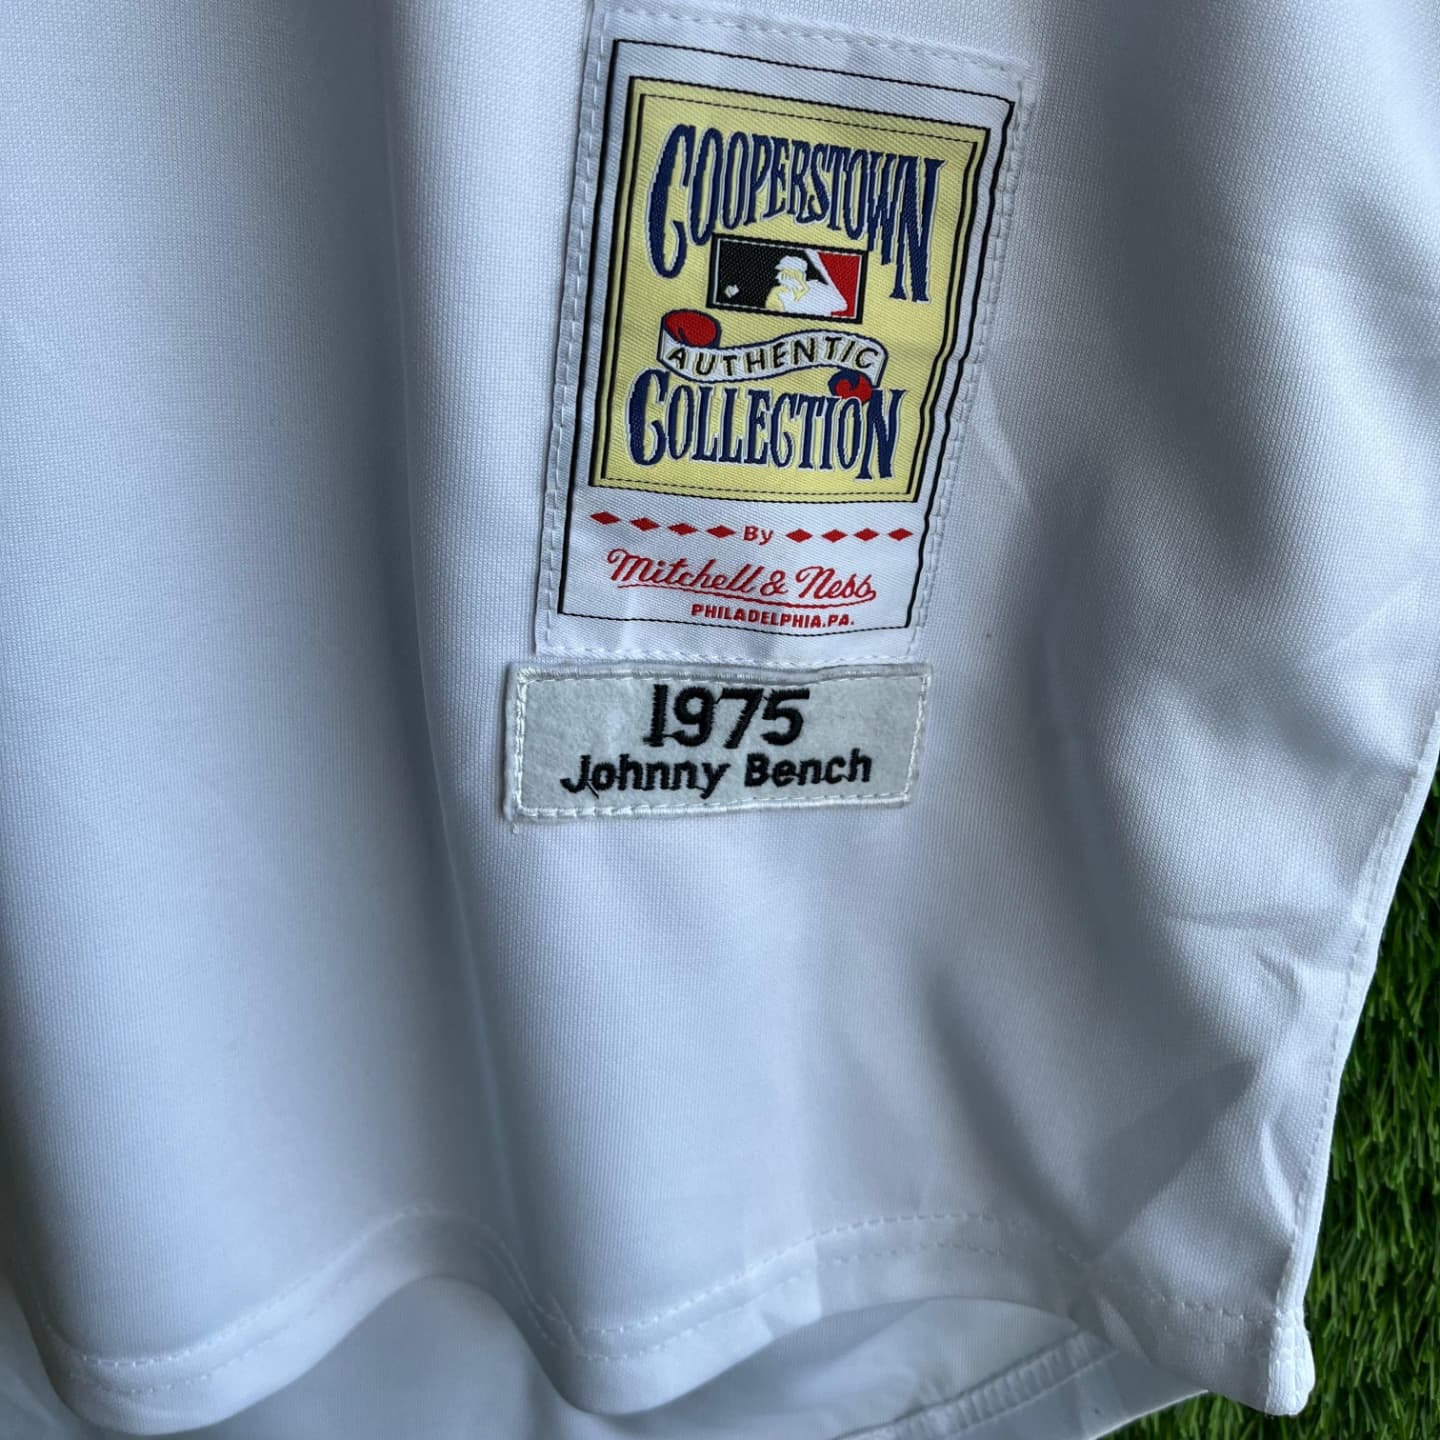 COOPERSTOWN
AUTHENTIC
COLLECTION
By
Mitchell & Ness
PHILADELPHIA.PA.
1975
Johnny Bench